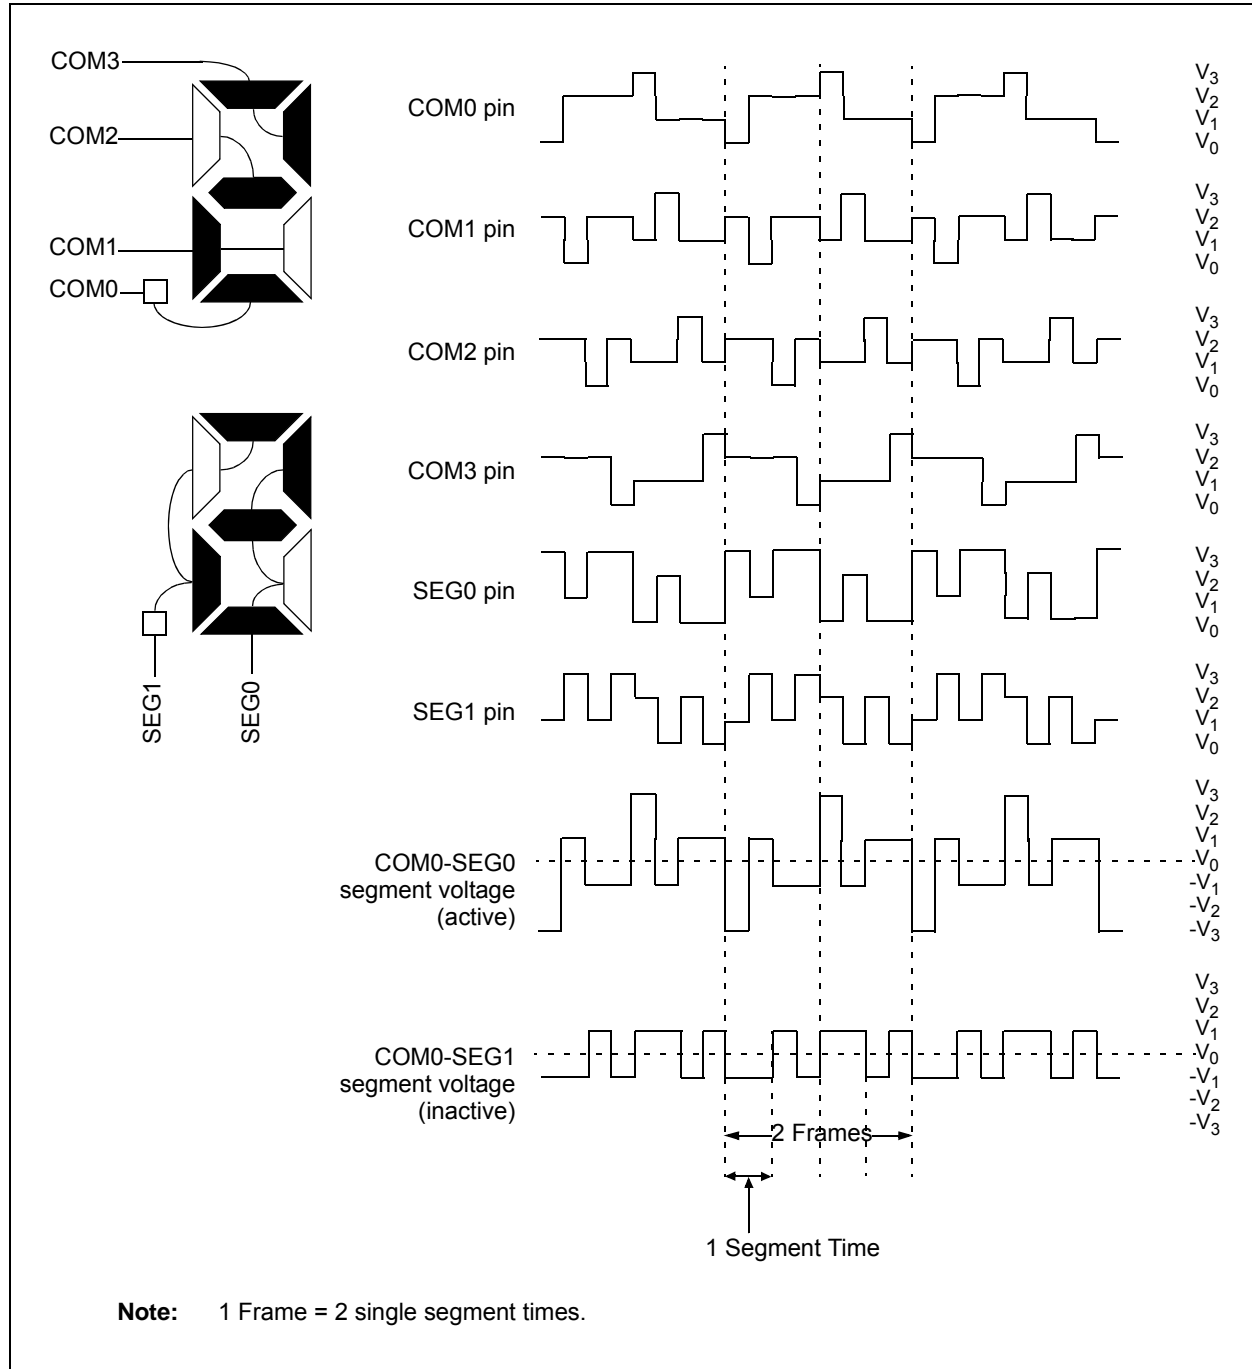 COM3
COM2
COM1
COM0
SEG1
SEG0
COM0 pin
V3
V2
V1
V0
COM1 pin
V3
V2
V1
V0
COM2 pin
V3
V2
V1
V0
COM3 pin
V3
V2
V1
V0
SEG0 pin
V3
V2
V1
V0
SEG1 pin
V3
V2
V1
V0
COM0-SEG0
segment voltage
(active)
V3
V2
V1
V0
-V1
-V2
-V3
COM0-SEG1
segment voltage
(inactive)
V3
V2
V1
V0
-V1
-V2
-V3
2 Frames
1 Segment Time
Note: 1 Frame = 2 single segment times.